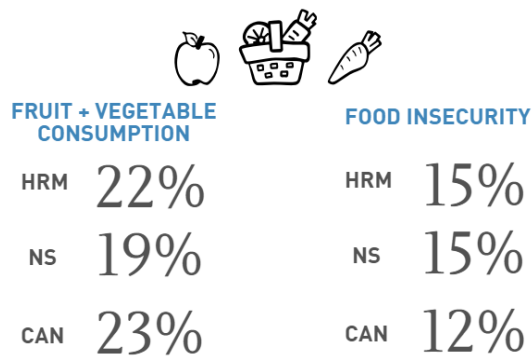 FRUIT + VEGETABLE
CONSUMPTION
HRM 22%
NS 19%
CAN 23%
FOOD INSECURITY
HRM 15%
NS 15%
CAN 12%